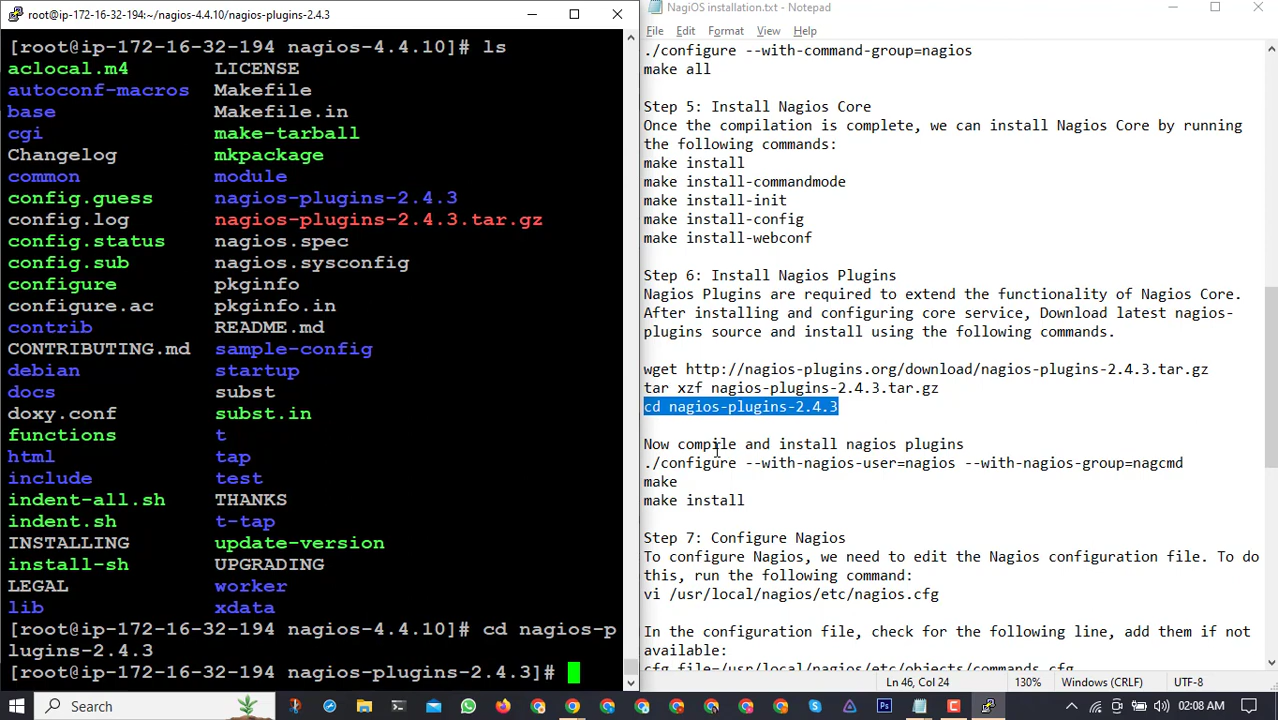 root@ip-172-16-32-194:~/nagios-4.4.10/nagios-plugins-2.4.3
[root@ip-172-16-32-194 nagios-4.4.10]# ls
aclocal.m4 LICENSE
autoconf-macros Makefile
base Makefile.in
cgi make-tarball
Changelog mkpackage
common module
config.guess nagios-plugins-2.4.3
config.log nagios-plugins-2.4.3.tar.gz
config.status nagios.spec
config.sub nagios.sysconfig
configure pkginfo
configure.ac pkginfo.in
contrib README.md
CONTRIBUTING.md sample-config
debian startup
docs subst
doxy.conf subst.in
functions t
html tap
include test
indent-all.sh THANKS
indent.sh t-tap
INSTALLING update-version
install-sh UPGRADING
LEGAL worker
lib xdata
[root@ip-172-16-32-194 nagios-4.4.10]# cd nagios-p
lugins-2.4.3
[root@ip-172-16-32-194 nagios-plugins-2.4.3]#
NagiOS installation.txt - Notepad
File Edit Format View Help
./configure --with-command-group=nagios
make all
Step 5: Install Nagios Core
Once the compilation is complete, we can install Nagios Core by running
the following commands:
make install
make install-commandmode
make install-init
make install-config
make install-webconf
Step 6: Install Nagios Plugins
Nagios Plugins are required to extend the functionality of Nagios Core.
After installing and configuring core service, Download latest nagios-
plugins source and install using the following commands.
wget http://nagios-plugins.org/download/nagios-plugins-2.4.3.tar.gz
tar xzf nagios-plugins-2.4.3.tar.gz
cd nagios-plugins-2.4.3
Now compile and install nagios plugins
./configure --with-nagios-user=nagios --with-nagios-group=nagcmd
make
make install
Step 7: Configure Nagios
To configure Nagios, we need to edit the Nagios configuration file. To do
this, run the following command:
vi /usr/local/nagios/etc/nagios.cfg
In the configuration file, check for the following line, add them if not
available:
cfg_file=/usr/local/nagios/etc/objects/commands.cfg
Ln 46, Col 24 130% Windows (CRLF) UTF-8
Search
Ps
02:08 AM